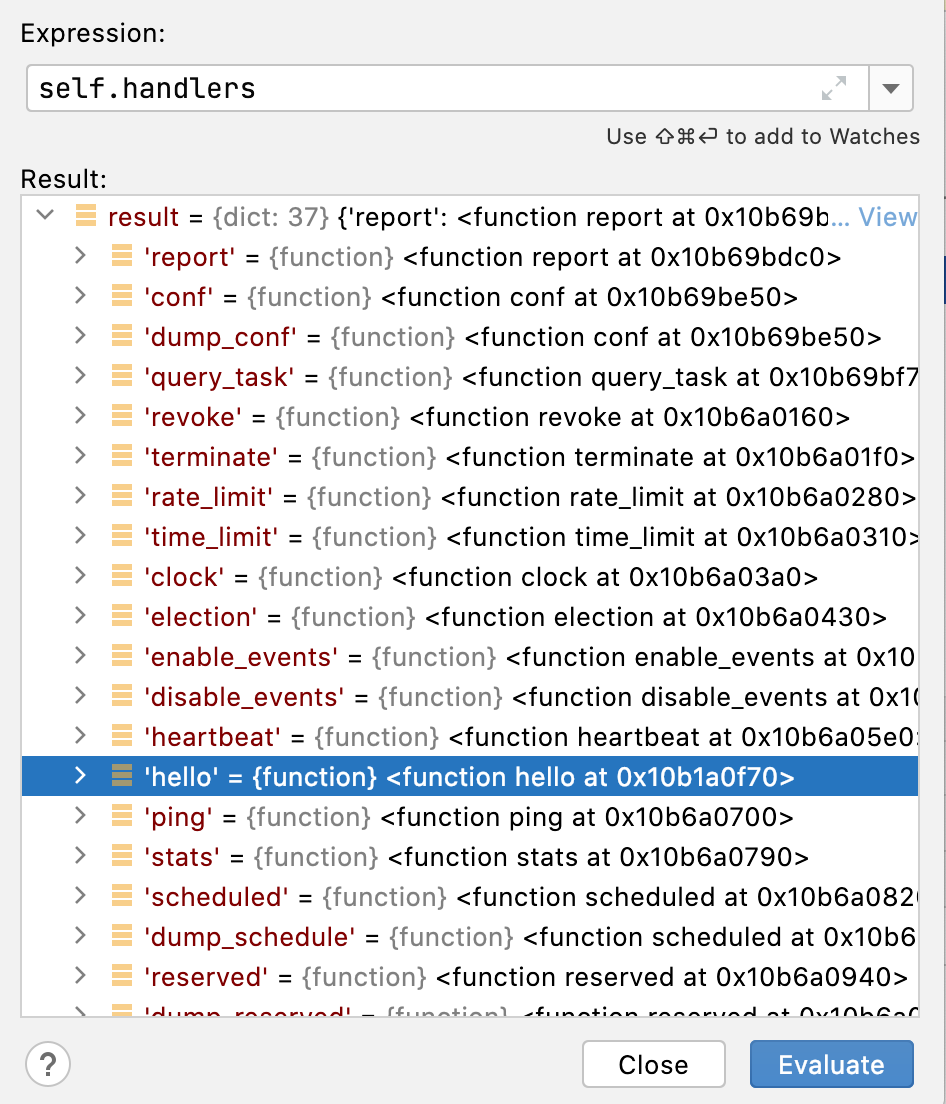 Expression:
self.handlers
Use ⇧⌘⏎ to add to Watches
Result:
result = {dict: 37} {'report': <function report at 0x10b69b... View
'report' = {function} <function report at 0x10b69bdc0>
'conf' = {function} <function conf at 0x10b69be50>
'dump_conf' = {function} <function conf at 0x10b69be50>
'query_task' = {function} <function query_task at 0x10b69bf7
'revoke' = {function} <function revoke at 0x10b6a0160>
'terminate' = {function} <function terminate at 0x10b6a01f0>
'rate_limit' = {function} <function rate_limit at 0x10b6a0280>
'time_limit' = {function} <function time_limit at 0x10b6a0310>
'clock' = {function} <function clock at 0x10b6a03a0>
'election' = {function} <function election at 0x10b6a0430>
'enable_events' = {function} <function enable_events at 0x10
'disable_events' = {function} <function disable_events at 0x10
'heartbeat' = {function} <function heartbeat at 0x10b6a05e0>
'hello' = {function} <function hello at 0x10b1a0f70>
'ping' = {function} <function ping at 0x10b6a0700>
'stats' = {function} <function stats at 0x10b6a0790>
'scheduled' = {function} <function scheduled at 0x10b6a082
'dump_schedule' = {function} <function scheduled at 0x10b6
'reserved' = {function} <function reserved at 0x10b6a0940>
'dump_reserved' = {function} <function reserved at 0x10b6a0
?
Close
Evaluate